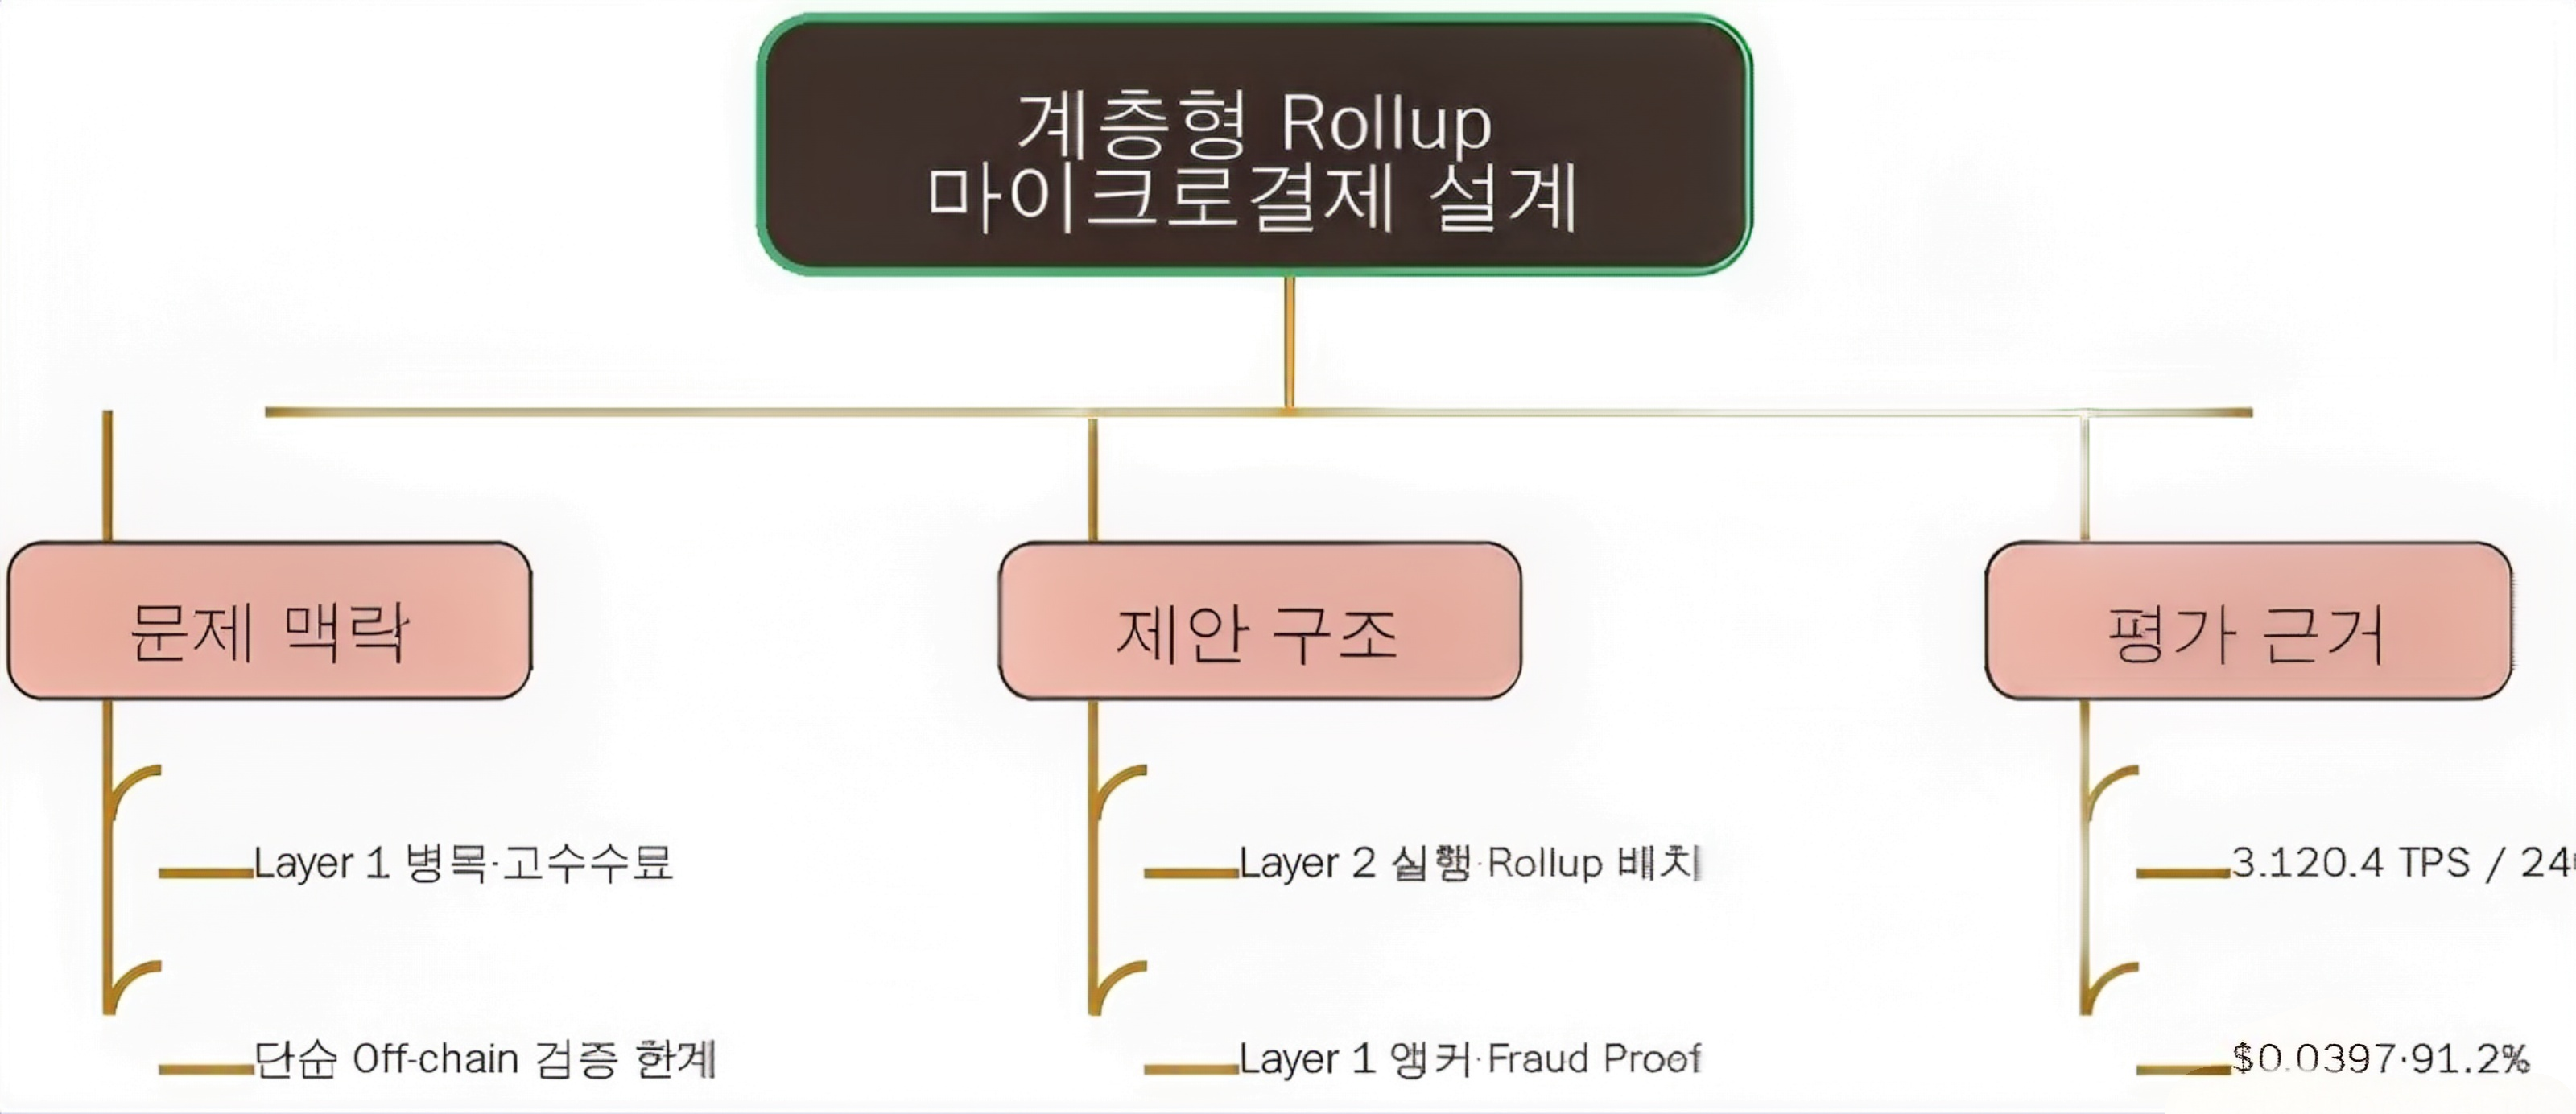 계층형 Rollup
마이크로결제 설계
문제 맥락
Layer 1 병목·고수수료
단순 Off-chain 검증 한계
제안 구조
Layer 2 실행·Rollup 배치
Layer 1 앵커·Fraud Proof
평가 근거
3.120.4 TPS / 24
$0.0397·91.2%